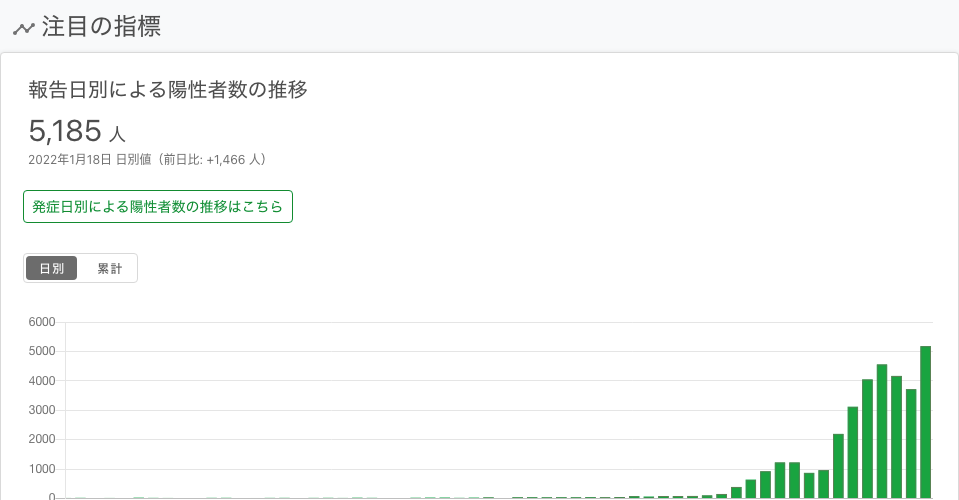 注目の指標
報告日別による陽性者数の推移
5,185 人
2022年1月18日 日別値（前日比: +1,466 人）
発症日別による陽性者数の推移はこちら
日別 累計
6000
5000
4000
3000
2000
1000
0